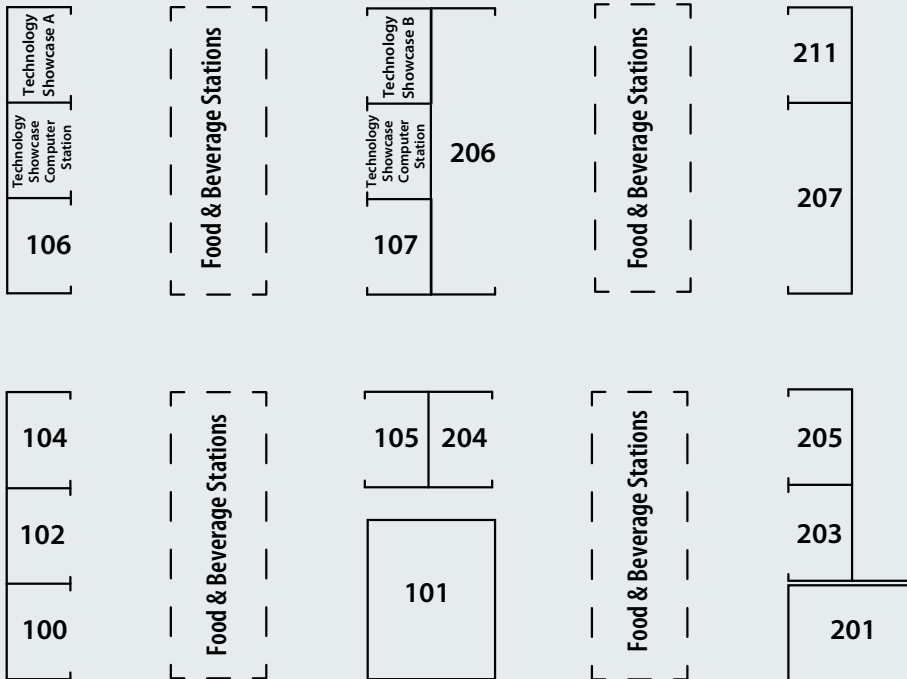 Technology
Showcase A
Food & Beverage Stations
Technology
Showcase B
Food & Beverage Stations
211
Technology
Showcase
Computer
Station
Technology
Showcase
Computer
Station
206
207
106
107
104
Food & Beverage Stations
105
204
Food & Beverage Stations
205
102
203
101
100
201